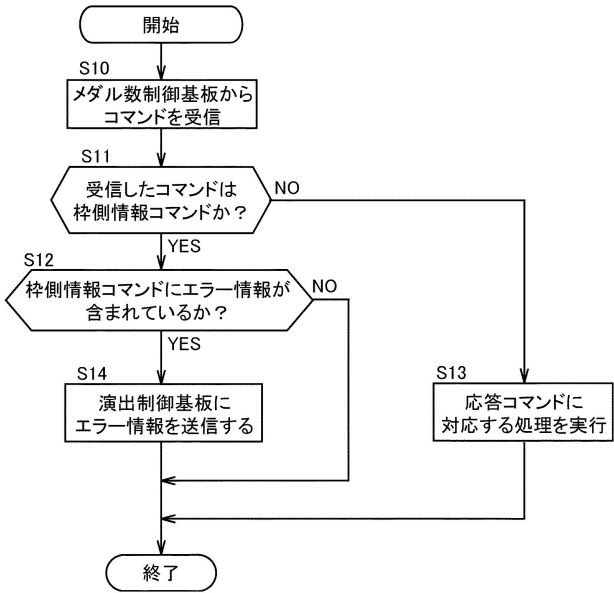 開始
S10
メダル数制御基板から
コマンドを受信
S11
受信したコマンドは
枠側情報コマンドか？
NO
YES
S12
枠側情報コマンドにエラー情報が
含まれているか？
NO
YES
S14
演出制御基板に
エラー情報を送信する
S13
応答コマンドに
対応する処理を実行
終了